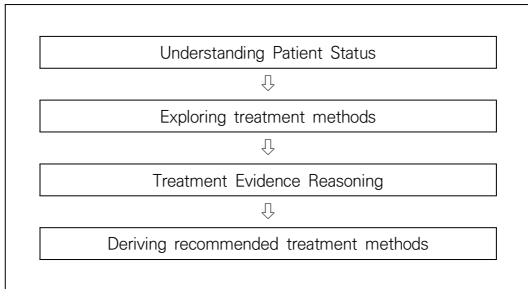 Understanding Patient Status
⇩
Exploring treatment methods
⇩
Treatment Evidence Reasoning
⇩
Deriving recommended treatment methods